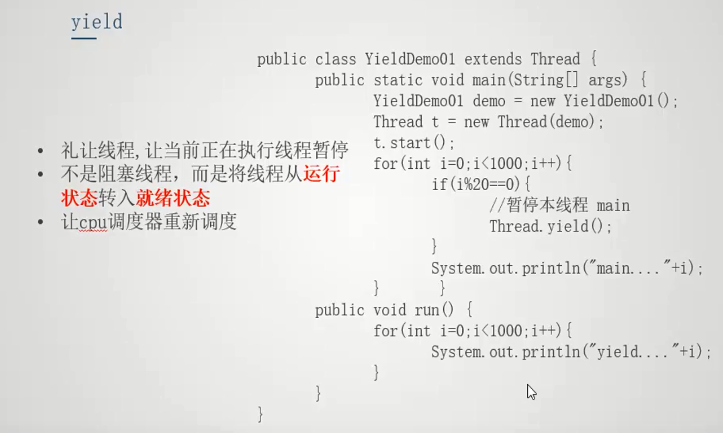 yield
• 礼让线程,让当前正在执行线程暂停
• 不是阻塞线程，而是将线程从运行
状态转入就绪状态
• 让cpu调度器重新调度
public class YieldDemo01 extends Thread {
public static void main(String[] args) {
YieldDemo01 demo = new YieldDemo01();
Thread t = new Thread(demo);
t.start();
for(int i=0;i<1000;i++){
if(i%20==0){
//暂停本线程 main
Thread.yield();
}
System.out.println("main...."+i);
} }
public void run() {
for(int i=0;i<1000;i++){
System.out.println("yield...."+i);
}
}
}